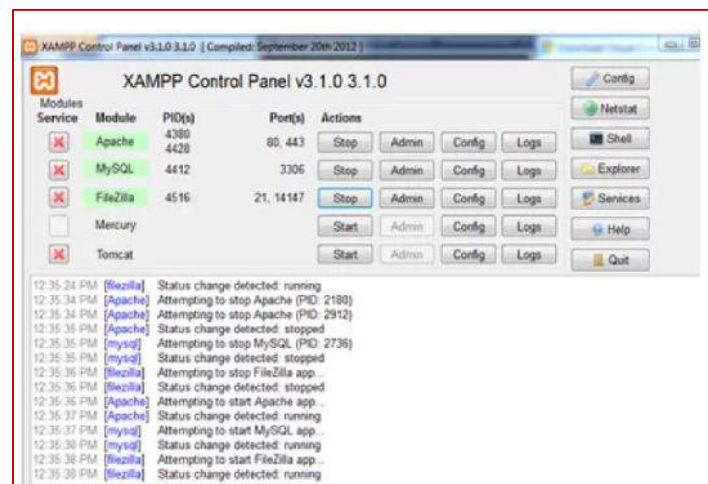 XAMPP Control Panel v3.1.0 3.1.0 [Compiled: September 20th 2012]
XAMPP Control Panel v3.1.0 3.1.0
Config
Modules
Service Module PID(s) Port(s) Actions
Netstat
Apache 4380 4428 80, 443 Stop Admin Config Logs
Shell
MySQL 4412 3306 Stop Admin Config Logs
Explorer
FileZilla 4516 21, 14147 Stop Admin Config Logs
Services
Mercury Start Admin Config Logs
Help
Tomcat Start Admin Config Logs
Quit
12:35:24 PM [filezilla] Status change detected: running
12:35:34 PM [Apache] Attempting to stop Apache (PID: 2180)
12:35:34 PM [Apache] Attempting to stop Apache (PID: 2912)
12:35:35 PM [Apache] Status change detected: stopped
12:35:35 PM [mysql] Attempting to stop MySQL (PID: 2736)
12:35:35 PM [mysql] Status change detected: stopped
12:35:36 PM [filezilla] Attempting to stop FileZilla app...
12:35:36 PM [filezilla] Status change detected: stopped
12:35:36 PM [Apache] Attempting to start Apache app...
12:35:37 PM [Apache] Status change detected: running
12:35:37 PM [mysql] Attempting to start MySQL app...
12:35:38 PM [mysql] Status change detected: running
12:35:38 PM [filezilla] Attempting to start FileZilla app...
12:35:38 PM [filezilla] Status change detected: running